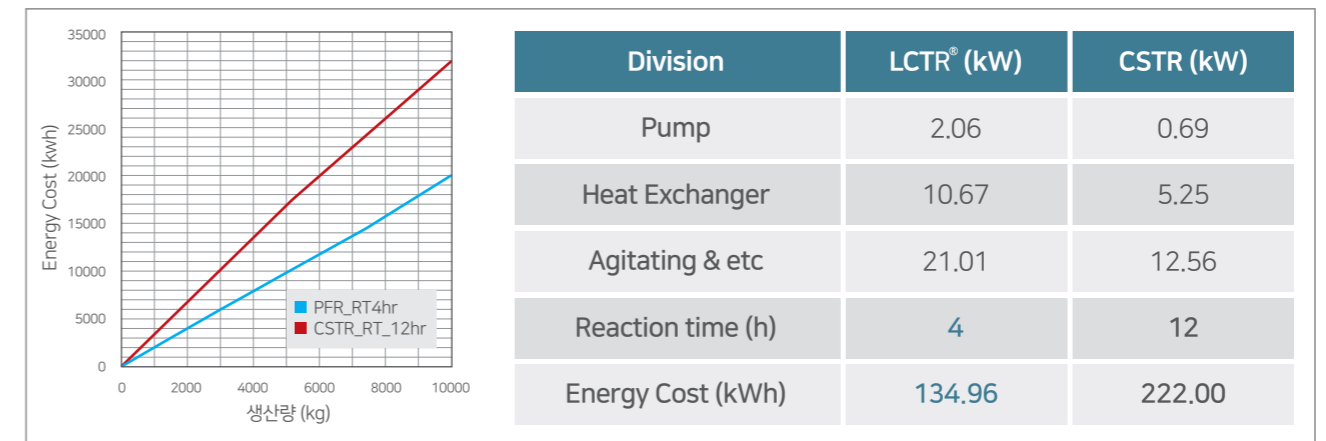 35000
30000
25000
20000
15000
10000
5000
0
Energy Cost (kwh)
PFR_RT4hr
CSTR_RT_12hr
0 2000 4000 6000 8000 10000
생산량 (kg)
Division LCTR® (kW) CSTR (kW)
Pump 2.06 0.69
Heat Exchanger 10.67 5.25
Agitating & etc 21.01 12.56
Reaction time (h) 4 12
Energy Cost (kWh) 134.96 222.00